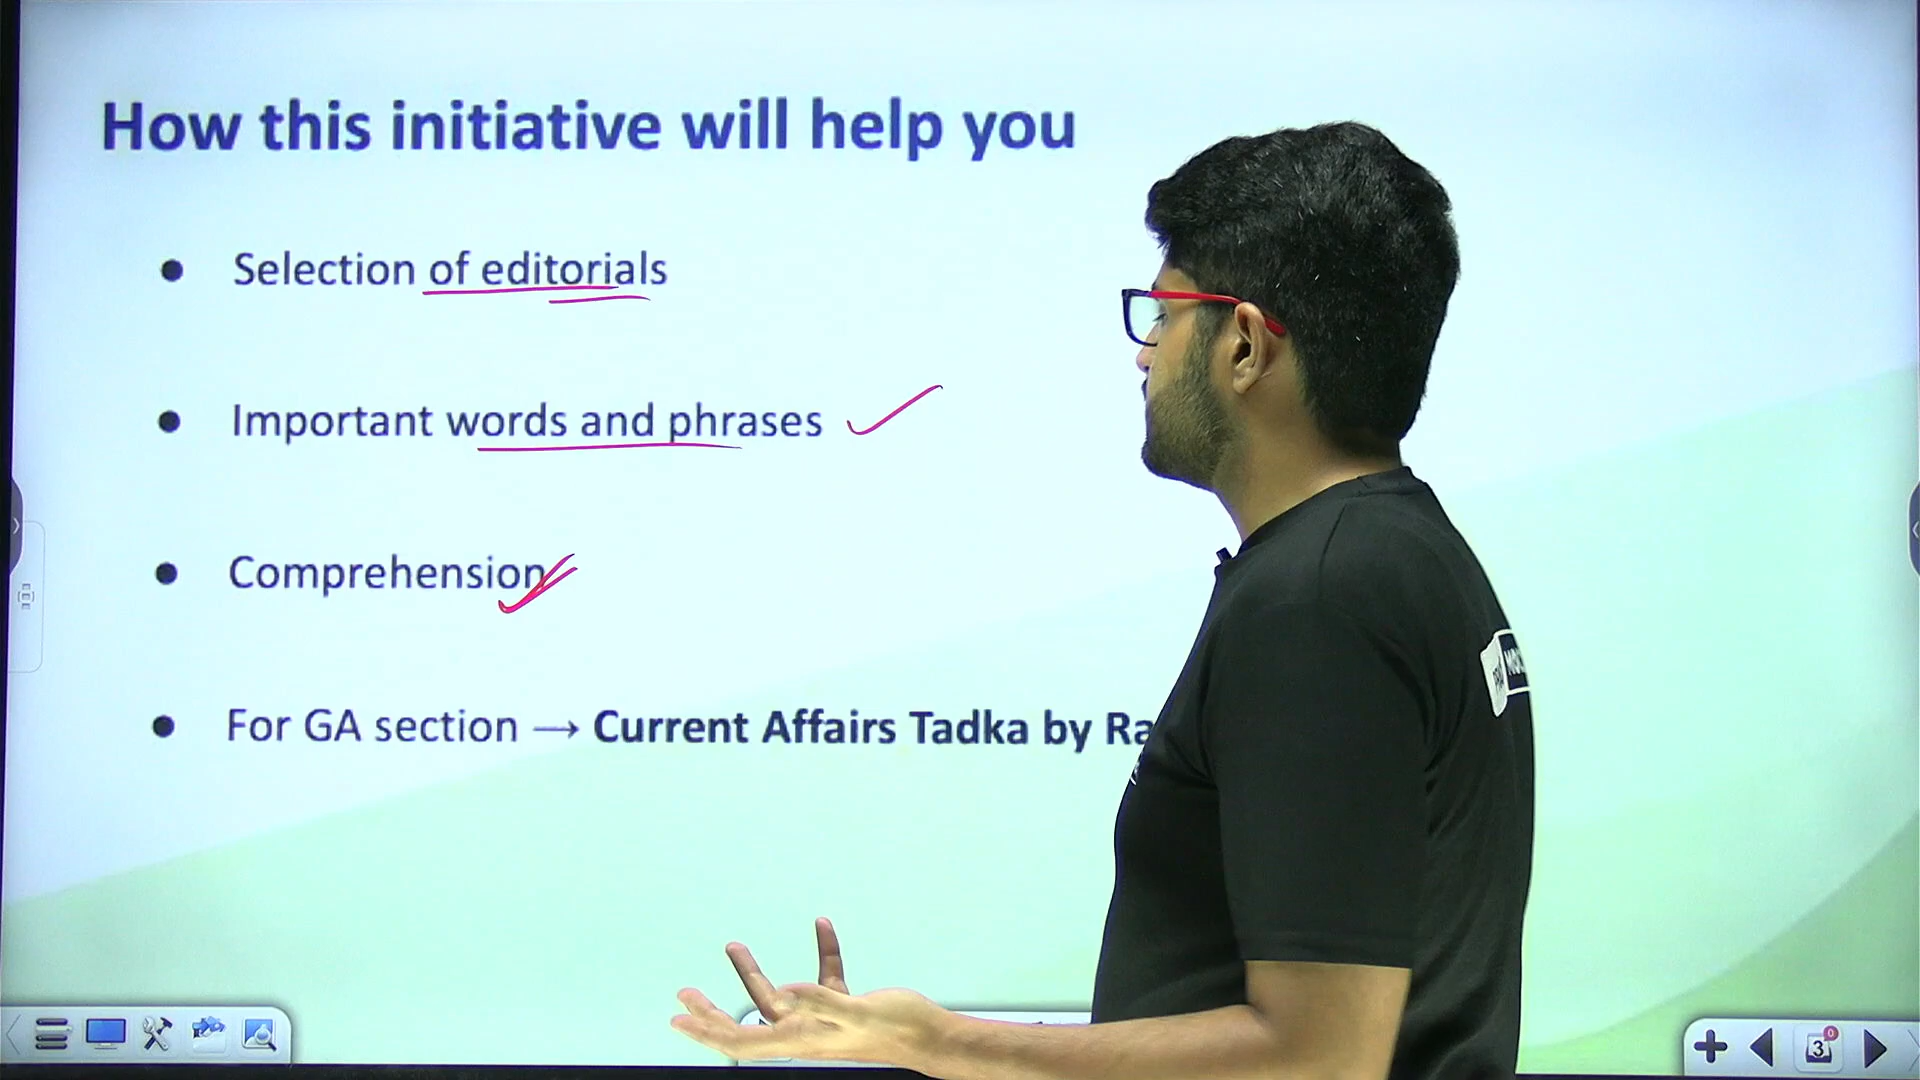 How this initiative will help you
● Selection of editorials
● Important words and phrases
● Comprehension
● For GA section → Current Affairs Tadka by Ra
3